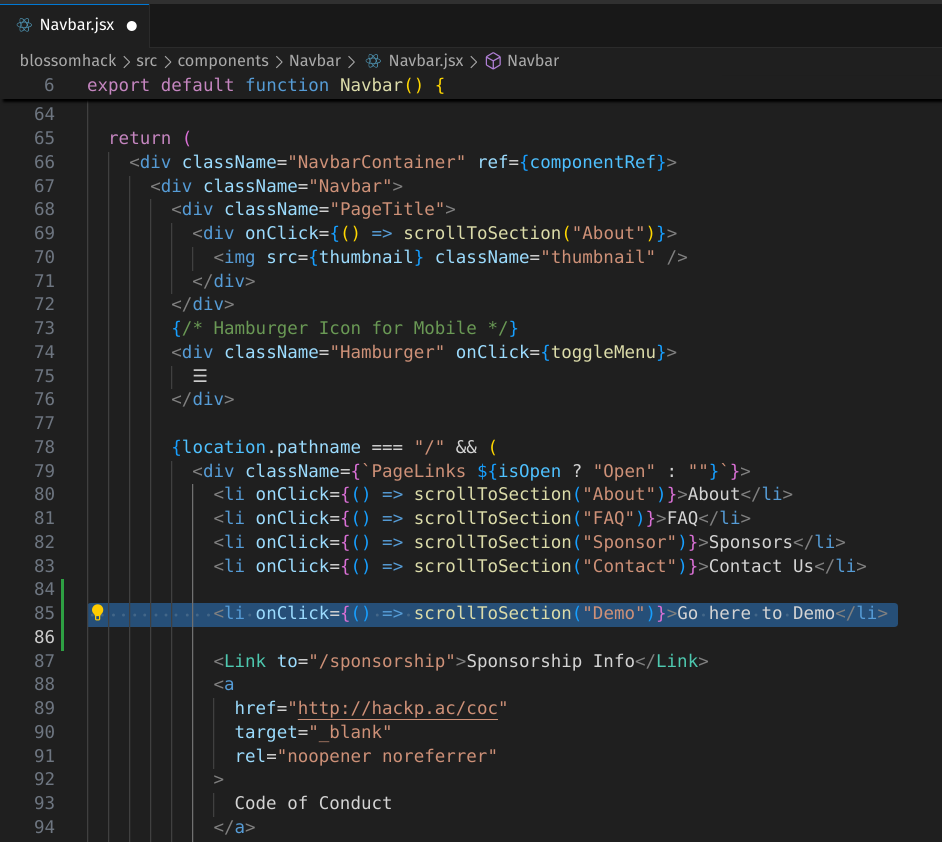 Navbar.jsx ●
blossomhack > src > components > Navbar > Navbar.jsx > Navbar
6 export default function Navbar() {
64
65 return (
66 <div className="NavbarContainer" ref={componentRef}>
67 <div className="Navbar">
68 <div className="PageTitle">
69 <div onClick={() => scrollToSection("About")}>
70 <img src={thumbnail} className="thumbnail" />
71 </div>
72 </div>
73 {/* Hamburger Icon for Mobile */}
74 <div className="Hamburger" onClick={toggleMenu}>
75 ☰
76 </div>
77
78 {location.pathname === "/" && (
79 <div className={`PageLinks ${isOpen ? "Open" : ""}`}>
80 <li onClick={() => scrollToSection("About")}>About</li>
81 <li onClick={() => scrollToSection("FAQ")}>FAQ</li>
82 <li onClick={() => scrollToSection("Sponsor")}>Sponsors</li>
83 <li onClick={() => scrollToSection("Contact")}>Contact Us</li>
84
85 <li onClick={() => scrollToSection("Demo")}>Go here to Demo</li>
86
87 <Link to="/sponsorship">Sponsorship Info</Link>
88 <a
89 href="http://hackp.ac/coc"
90 target="_blank"
91 rel="noopener noreferrer"
92 >
93 Code of Conduct
94 </a>